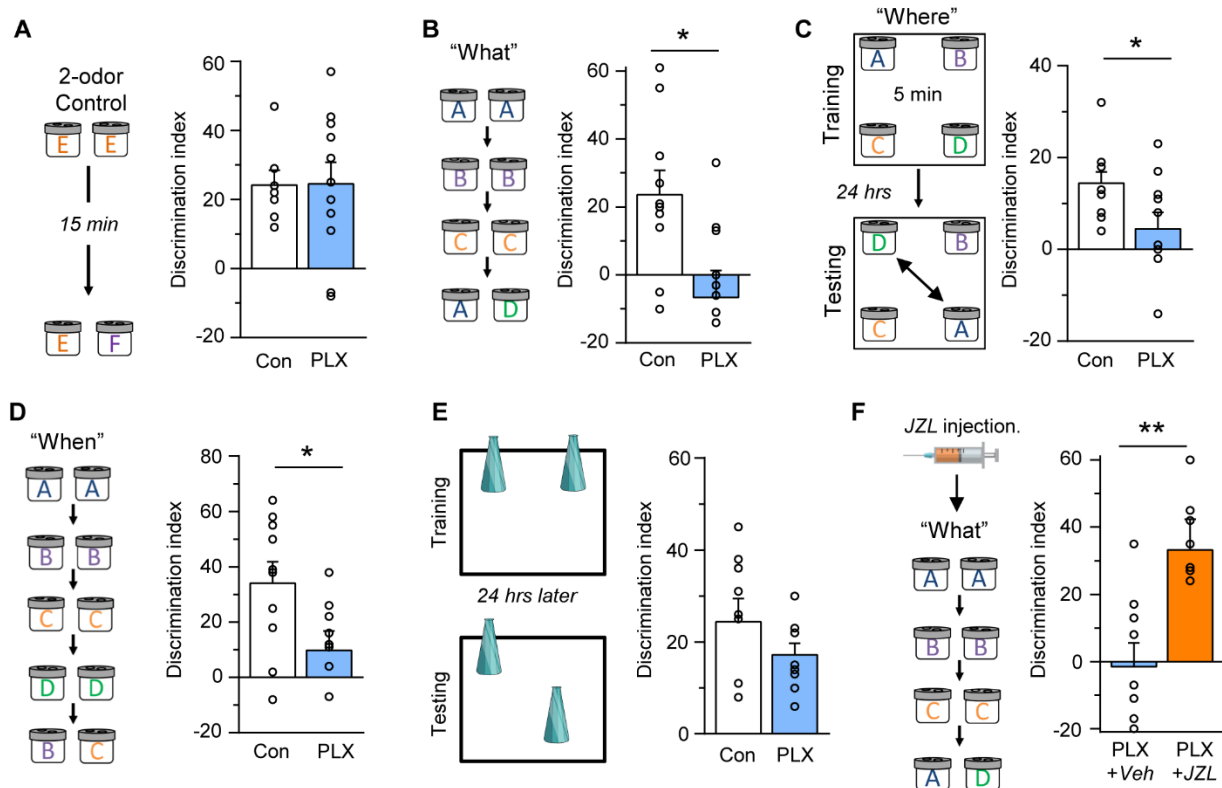 A
2-odor
Control
E E
15 min
E F
Discrimination index
60
40
20
0
-20
Con PLX
B
“What”
A A
B B
C C
A D
Discrimination index
60
40
20
0
-20
*
Con PLX
C
“Where”
Training
A B
5 min
C D
24 hrs
Testing
D B
C A
Discrimination index
40
20
0
-20
*
Con PLX
D
“When”
A A
B B
C C
D D
B C
Discrimination index
80
60
40
20
0
-20
*
Con PLX
E
Training
24 hrs later
Testing
Discrimination index
60
40
20
0
Con PLX
F
JZL injection.
“What”
A A
B B
C C
A D
Discrimination index
60
40
20
0
-20
**
PLX PLX
+Veh +JZL